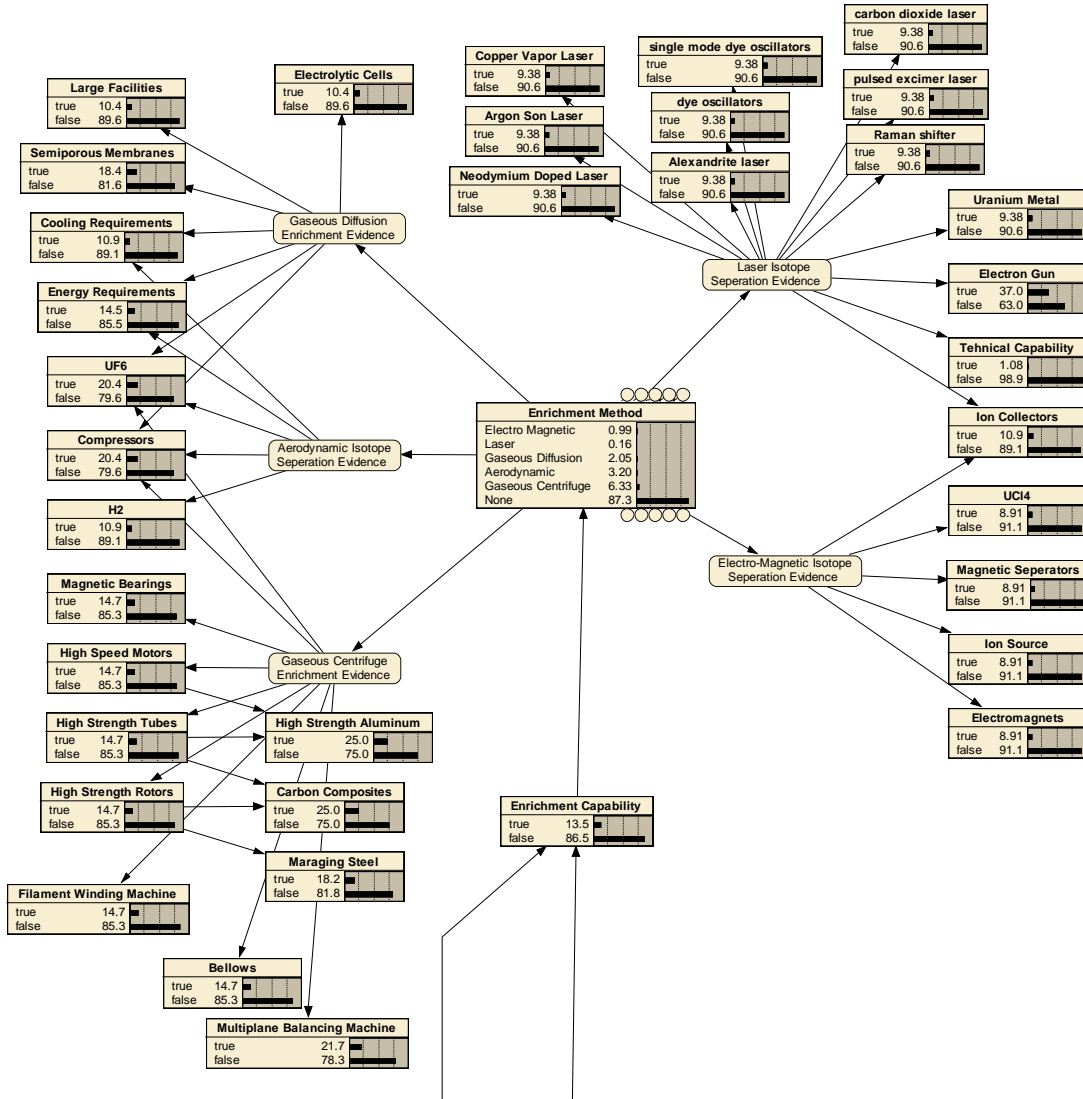 carbon dioxide laser
true 9.38
false 90.6
single mode dye oscillators
true 9.38
false 90.6
Copper Vapor Laser
true 9.38
false 90.6
Electrolytic Cells
true 10.4
false 89.6
Large Facilities
true 10.4
false 89.6
pulsed excimer laser
true 9.38
false 90.6
dye oscillators
true 9.38
false 90.6
Argon Son Laser
true 9.38
false 90.6
Raman shifter
true 9.38
false 90.6
Semiporous Membranes
true 18.4
false 81.6
Alexandrite laser
true 9.38
false 90.6
Neodymium Doped Laser
true 9.38
false 90.6
Uranium Metal
true 9.38
false 90.6
Cooling Requirements
true 10.9
false 89.1
Gaseous Diffusion
Enrichment Evidence
Laser Isotope
Seperation Evidence
Electron Gun
true 37.0
false 63.0
Energy Requirements
true 14.5
false 85.5
Tehnical Capability
true 1.08
false 98.9
UF6
true 20.4
false 79.6
Enrichment Method
Electro Magnetic 0.99
Laser 0.16
Gaseous Diffusion 2.05
Aerodynamic 3.20
Gaseous Centrifuge 6.33
None 87.3
Ion Collectors
true 10.9
false 89.1
Compressors
true 20.4
false 79.6
Aerodynamic Isotope
Seperation Evidence
UCl4
true 8.91
false 91.1
H2
true 10.9
false 89.1
Electro-Magnetic Isotope
Seperation Evidence
Magnetic Seperators
true 8.91
false 91.1
Magnetic Bearings
true 14.7
false 85.3
Ion Source
true 8.91
false 91.1
High Speed Motors
true 14.7
false 85.3
Gaseous Centrifuge
Enrichment Evidence
Electromagnets
true 8.91
false 91.1
High Strength Tubes
true 14.7
false 85.3
High Strength Aluminum
true 25.0
false 75.0
High Strength Rotors
true 14.7
false 85.3
Carbon Composites
true 25.0
false 75.0
Enrichment Capability
true 13.5
false 86.5
Maraging Steel
true 18.2
false 81.8
Filament Winding Machine
true 14.7
false 85.3
Bellows
true 14.7
false 85.3
Multiplane Balancing Machine
true 21.7
false 78.3